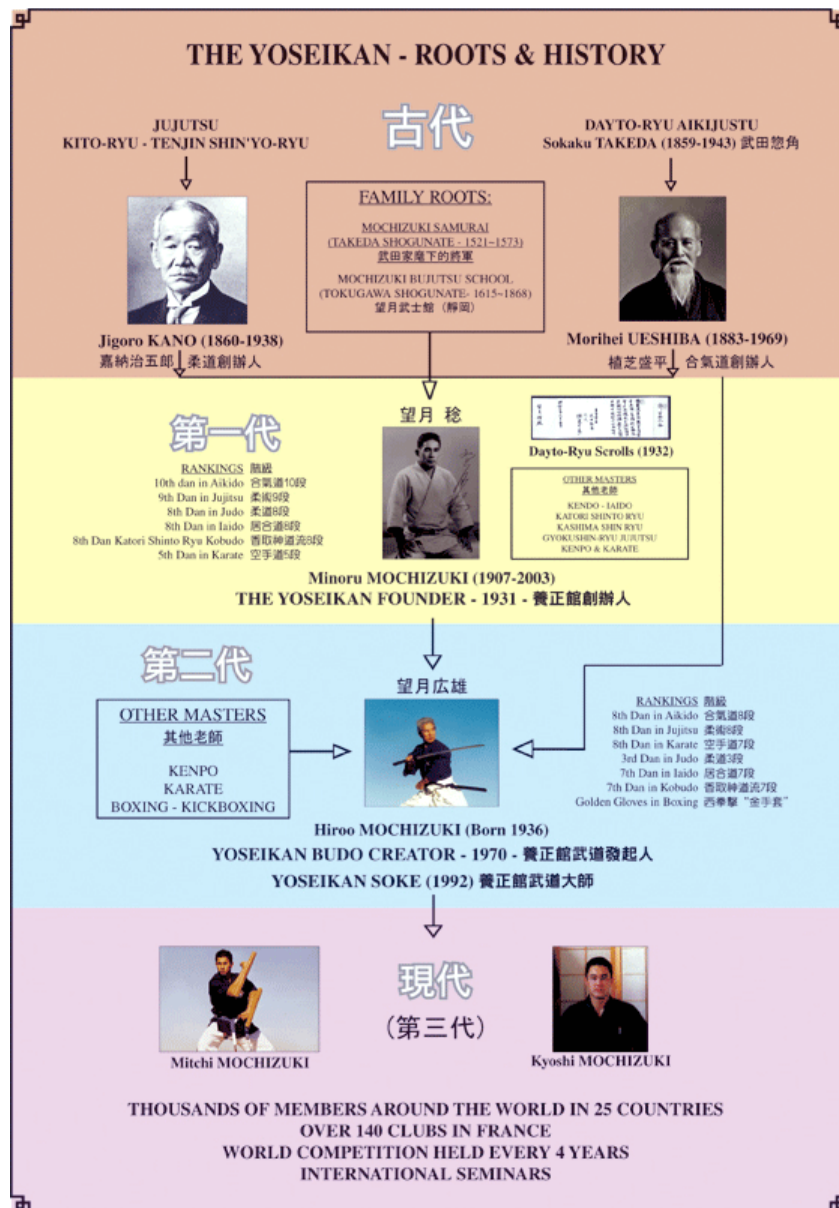 THE YOSEIKAN - ROOTS & HISTORY
古代
JUJUTSU
KITO-RYU - TENJIN SHIN'YO-RYU
DAYTO-RYU AIKIJUSTU
Sokaku TAKEDA (1859-1943) 武田惣角
FAMILY ROOTS:
MOCHIZUKI SAMURAI
(TAKEDA SHOGUNATE - 1521~1573)
武田家麾下的將軍
MOCHIZUKI BUJUTSU SCHOOL
(TOKUGAWA SHOGUNATE- 1615~1868)
望月武士館（靜岡）
Jigoro KANO (1860-1938)
嘉納治五郎 柔道創辦人
Morihei UESHIBA (1883-1969)
植芝盛平 合氣道創辦人
第一代
望月 稔
RANKINGS 階級
10th dan in Aikido 合氣道10段
9th Dan in Jujitsu 柔術9段
8th Dan in Judo 柔道8段
8th Dan in Iaido 居合道8段
8th Dan Katori Shinto Ryu Kobudo 香取神道流8段
5th Dan in Karate 空手道5段
Dayto-Ryu Scrolls (1932)
OTHER MASTERS
其他老師
KENDO - IAIDO
KATORI SHINTO RYU
KASHIMA SHIN RYU
GYOKUSHIN-RYU JUJUTSU
KENPO & KARATE
Minoru MOCHIZUKI (1907-2003)
THE YOSEIKAN FOUNDER - 1931 - 養正館創辦人
第二代
望月広雄
OTHER MASTERS
其他老師
KENPO
KARATE
BOXING - KICKBOXING
RANKINGS 階級
8th Dan in Aikido 合氣道8段
8th Dan in Jujitsu 柔術8段
8th Dan in Karate 空手道7段
3rd Dan in Judo 柔道3段
7th Dan in Iaido 居合道7段
7th Dan in Kobudo 香取神道流7段
Golden Gloves in Boxing 西拳擊 “金手套”
Hiroo MOCHIZUKI (Born 1936)
YOSEIKAN BUDO CREATOR - 1970 - 養正館武道發起人
YOSEIKAN SOKE (1992) 養正館武道大師
現代
(第三代)
Mitchi MOCHIZUKI
Kyoshi MOCHIZUKI
THOUSANDS OF MEMBERS AROUND THE WORLD IN 25 COUNTRIES
OVER 140 CLUBS IN FRANCE
WORLD COMPETITION HELD EVERY 4 YEARS
INTERNATIONAL SEMINARS